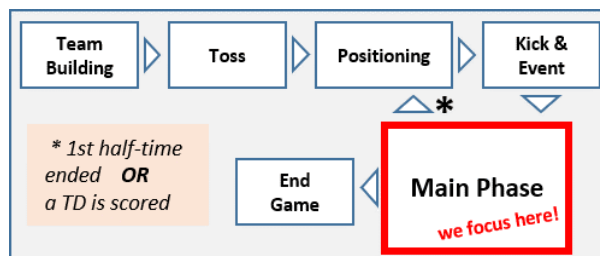 Team
Building
Toss
Positioning
Kick &
Event
*
* 1st half-time
ended OR
a TD is scored
End
Game
Main Phase
we focus here!